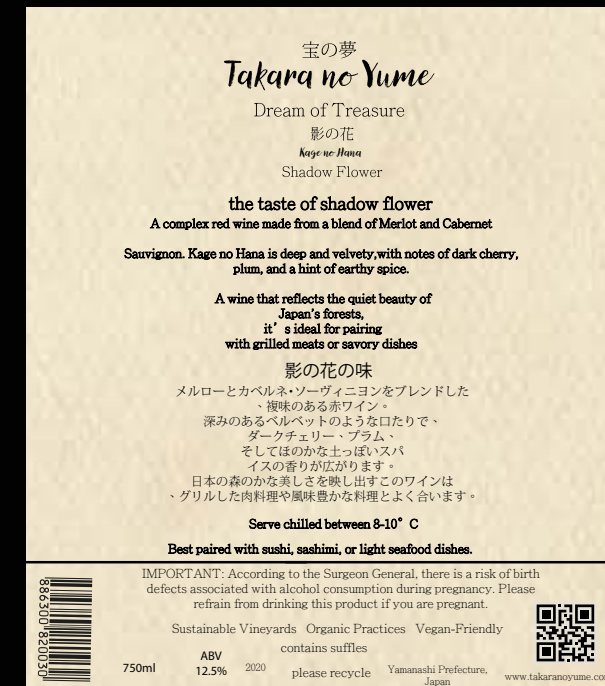 宝の夢
Takara no Yume
Dream of Treasure
影の花
Kage no Hana
Shadow Flower
the taste of shadow flower
A complex red wine made from a blend of Merlot and Cabernet
Sauvignon. Kage no Hana is deep and velvety,with notes of dark cherry,
plum, and a hint of earthy spice.
A wine that reflects the quiet beauty of
Japan's forests,
it’s ideal for pairing
with grilled meats or savory dishes
影の花の味
メルローとカベルネ・ソーヴィニヨンをブレンドした
、複味のある赤ワイン。
深みのあるベルベットのような口たりで、
ダークチェリー、プラム、
そしてほのかな土っぽいスパ
イスの香りが広がります。
日本の森のかな美しさを映し出すこのワインは
、グリルした肉料理や風味豊かな料理とよく合います。
Serve chilled between 8-10°C
Best paired with sushi, sashimi, or light seafood dishes.
IMPORTANT: According to the Surgeon General, there is a risk of birth
defects associated with alcohol consumption during pregnancy. Please
refrain from drinking this product if you are pregnant.
Sustainable Vineyards Organic Practices Vegan-Friendly
contains suffles
8 86300 820030
750ml
ABV
12.5%
2020
please recycle
Yamanashi Prefecture,
Japan
www.takaranoyume.co